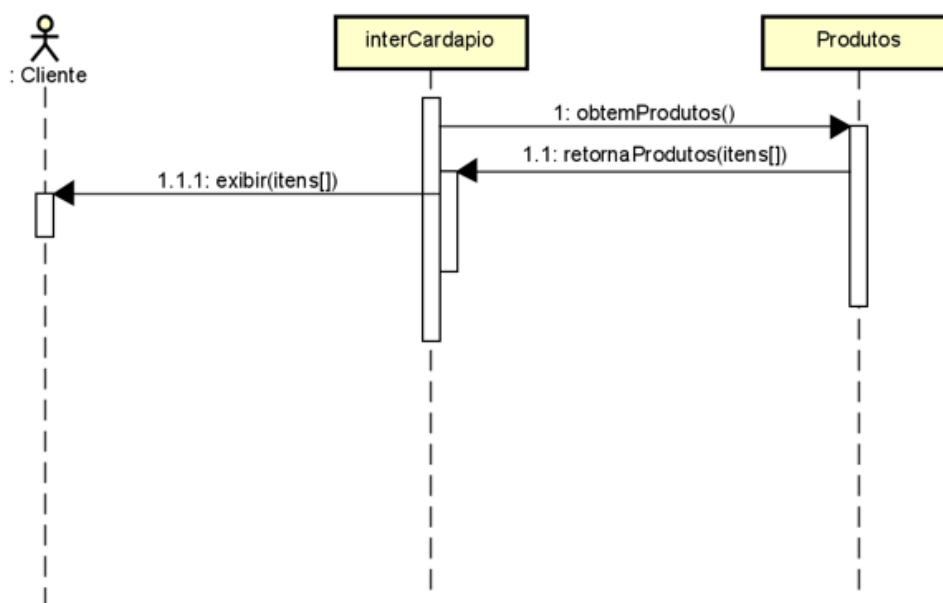 : Cliente
interCardapio
Produtos
1: obtemProdutos()
1.1: retornaProdutos(itens[])
1.1.1: exibir(itens[])